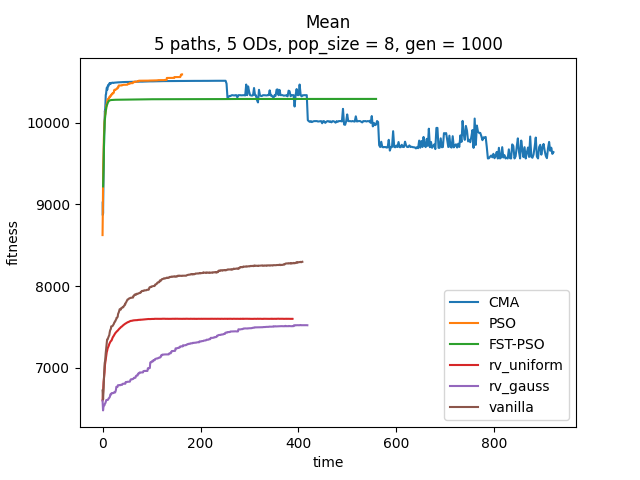 Mean
5 paths, 5 ODs, pop_size = 8, gen = 1000
10000
9000
8000
7000
fitness
0 200 400 600 800
time
CMA
PSO
FST-PSO
rv_uniform
rv_gauss
vanilla